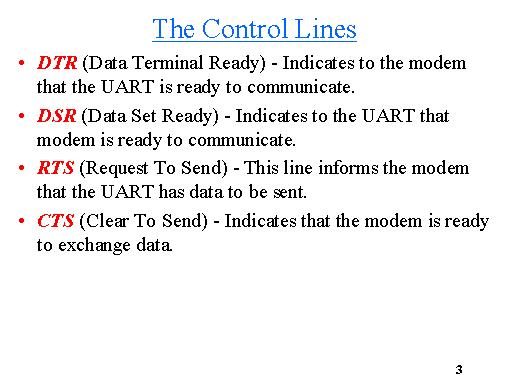 The Control Lines
• DTR (Data Terminal Ready) - Indicates to the modem
that the UART is ready to communicate.
• DSR (Data Set Ready) - Indicates to the UART that
modem is ready to communicate.
• RTS (Request To Send) - This line informs the modem
that the UART has data to be sent.
• CTS (Clear To Send) - Indicates that the modem is ready
to exchange data.
3